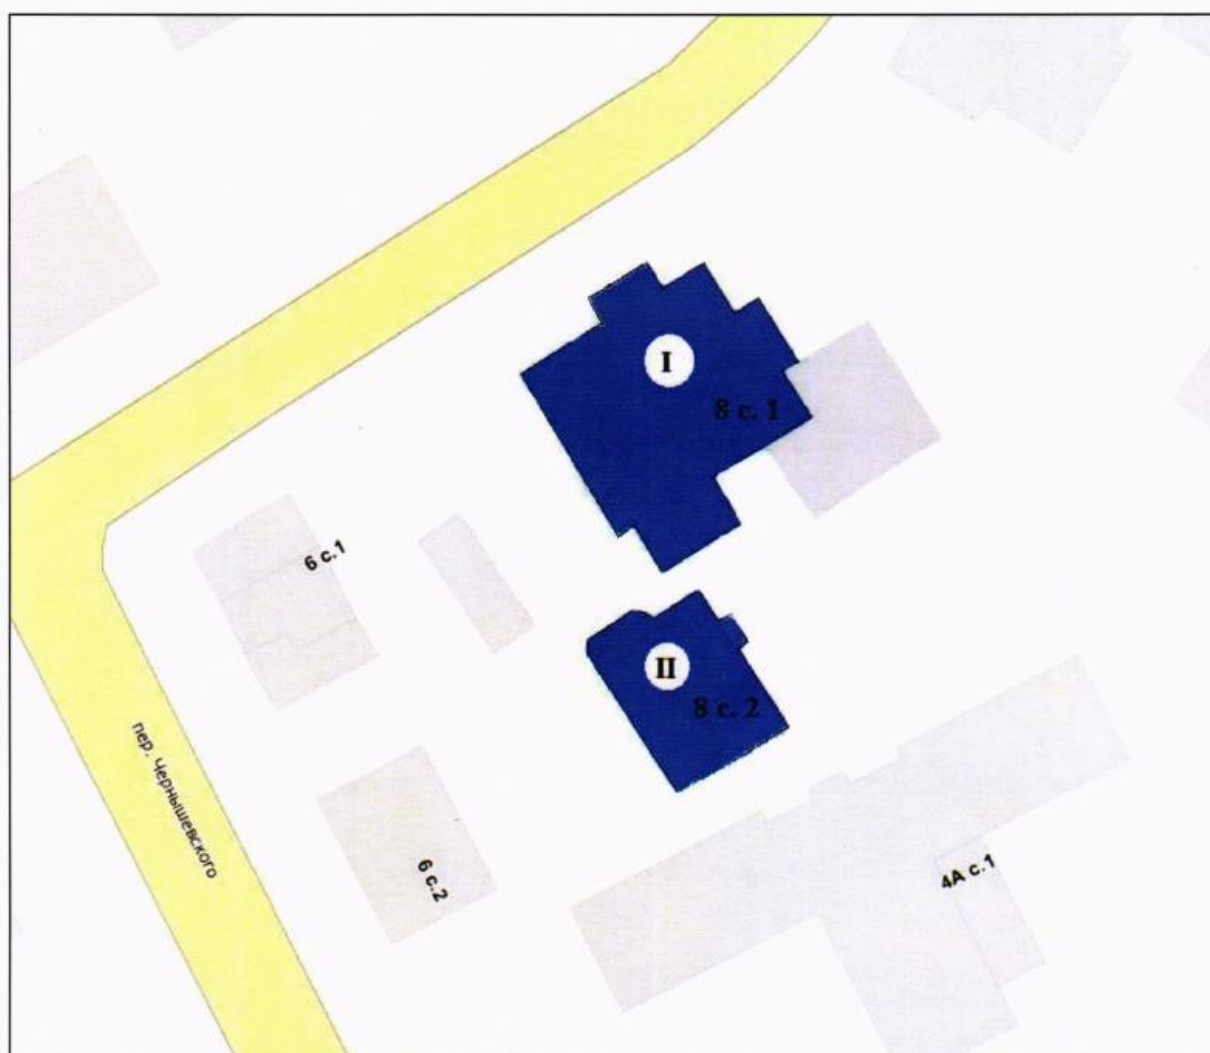 I
8 с. 1
6 с.1
II
8 с. 2
пер. Чернышевского
6 с.2
4А с.1